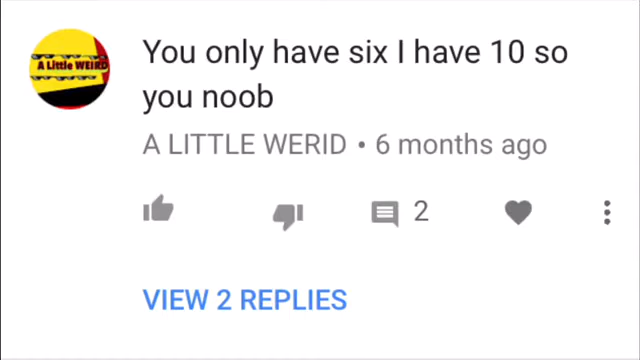 A Little WEIRD
You only have six I have 10 so
you noob
A LITTLE WERID • 6 months ago
2
VIEW 2 REPLIES